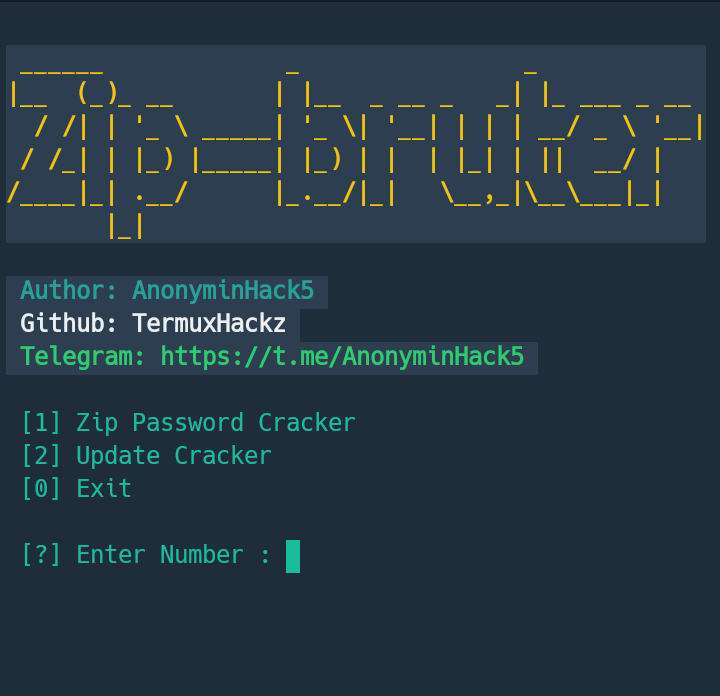 Zip-bruter
Author: AnonyminHack5
Github: TermuxHackz
Telegram: https://t.me/AnonyminHack5
[1] Zip Password Cracker
[2] Update Cracker
[0] Exit
[?] Enter Number :